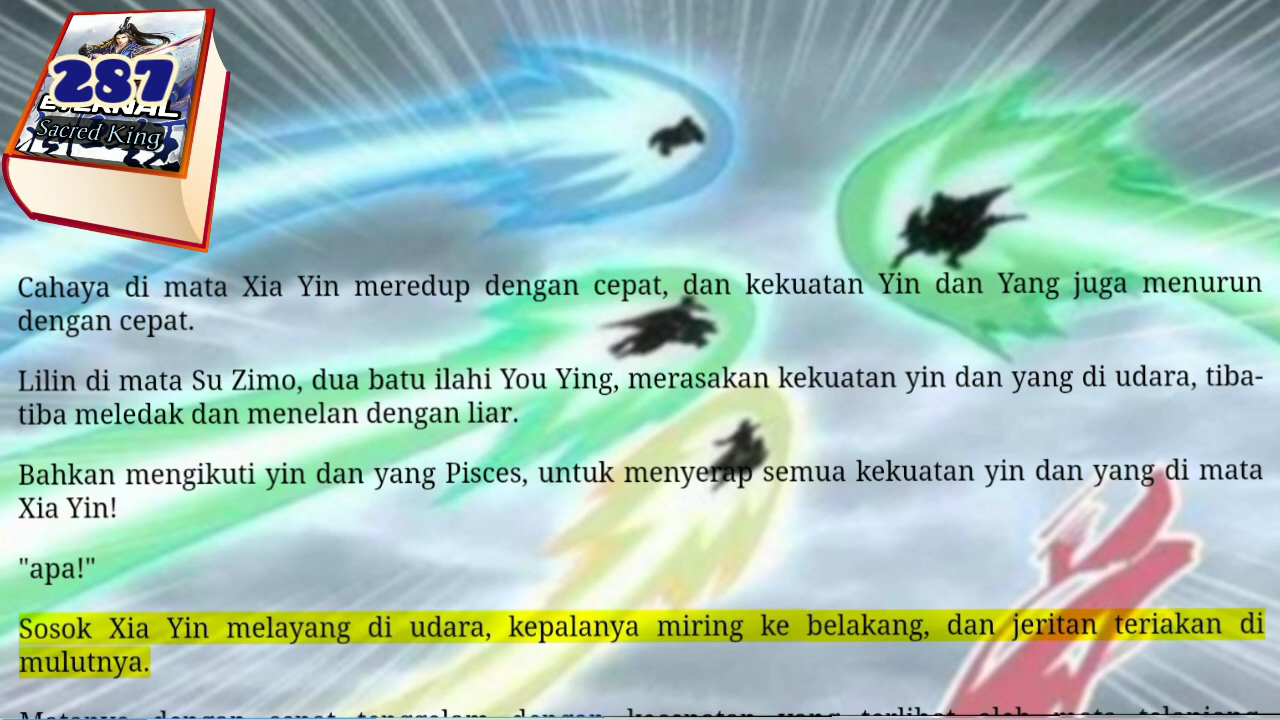 287
ETERNAL
Sacred King
Cahaya di mata Xia Yin meredup dengan cepat, dan kekuatan Yin dan Yang juga menurun
dengan cepat.
Lilin di mata Su Zimo, dua batu ilahi You Ying, merasakan kekuatan yin dan yang di udara, tiba-
tiba meledak dan menelan dengan liar.
Bahkan mengikuti yin dan yang Pisces, untuk menyerap semua kekuatan yin dan yang di mata
Xia Yin!
"apa!"
Sosok Xia Yin melayang di udara, kepalanya miring ke belakang, dan jeritan teriakan di
mulutnya.